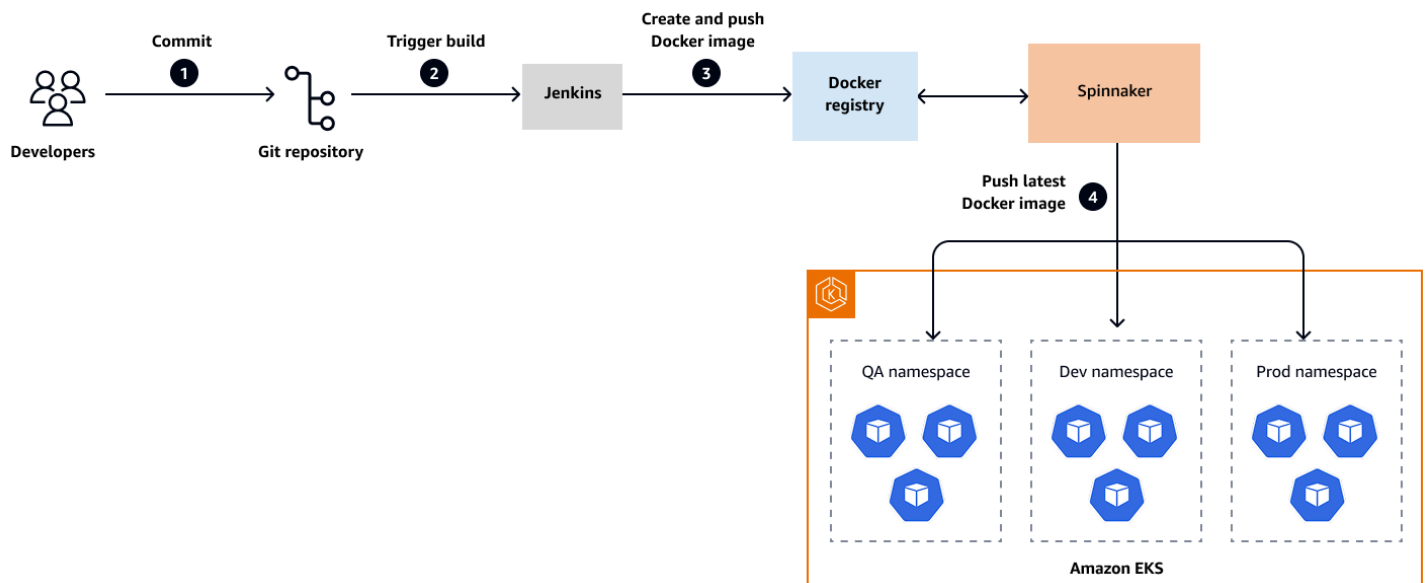 Commit
1
Trigger build
2
Create and push
Docker image
3
Developers
Git repository
Jenkins
Docker
registry
Spinnaker
Push latest
Docker image
4
K
QA namespace
Dev namespace
Prod namespace
Amazon EKS